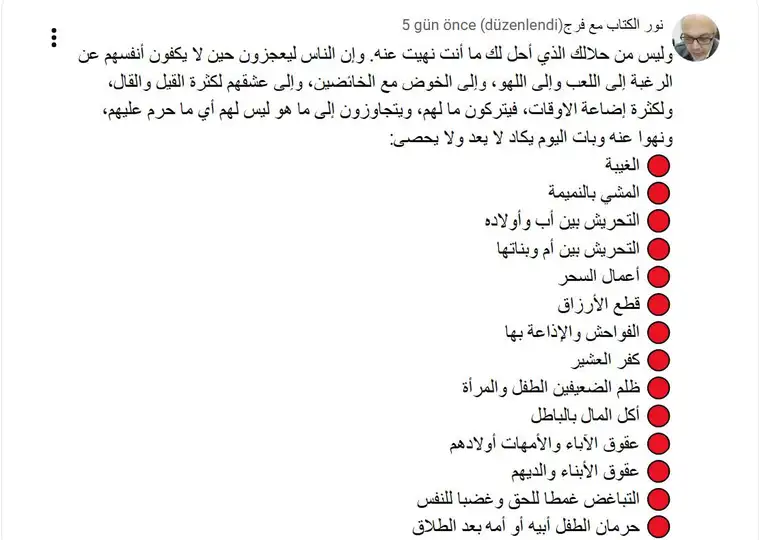 نور الكتاب مع فرج 5 gün önce (düzenlendi)
وليس من حلالك الذي أحل لك ما أنت نهيت عنه. وإن الناس ليعجزون حين لا يكفون أنفسهم عن
الرغبة إلى اللعب وإلى اللهو، وإلى الخوض مع الخائضين، وإلى عشقهم لكثرة القيل والقال،
ولكثرة إضاعة الاوقات، فيتركون ما لهم، ويتجاوزون إلى ما هو ليس لهم أي ما حرم عليهم،
ونهوا عنه وبات اليوم يكاد لا يعد ولا يحصى:
🔴 الغيبة
🔴 المشي بالنميمة
🔴 التحريش بين أب وأولاده
🔴 التحريش بين أم وبناتها
🔴 أعمال السحر
🔴 قطع الأرزاق
🔴 الفواحش والإذاعة بها
🔴 كفر العشير
🔴 ظلم الضعيفين الطفل والمرأة
🔴 أكل المال بالباطل
🔴 عقوق الآباء والأمهات أولادهم
🔴 عقوق الأبناء والديهم
🔴 التباغض غمطا للحق وغضبا للنفس
🔴 حرمان الطفل أبيه أو أمه بعد الطلاق